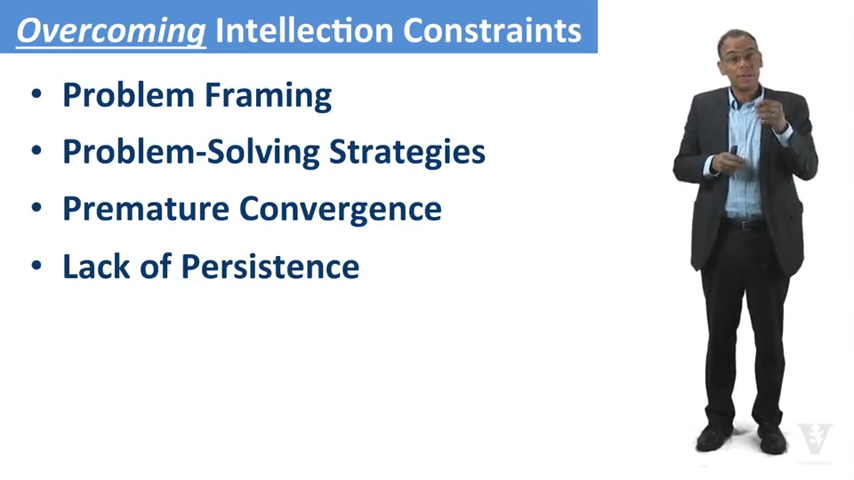 Overcoming Intellection Constraints
• Problem Framing
• Problem-Solving Strategies
• Premature Convergence
• Lack of Persistence